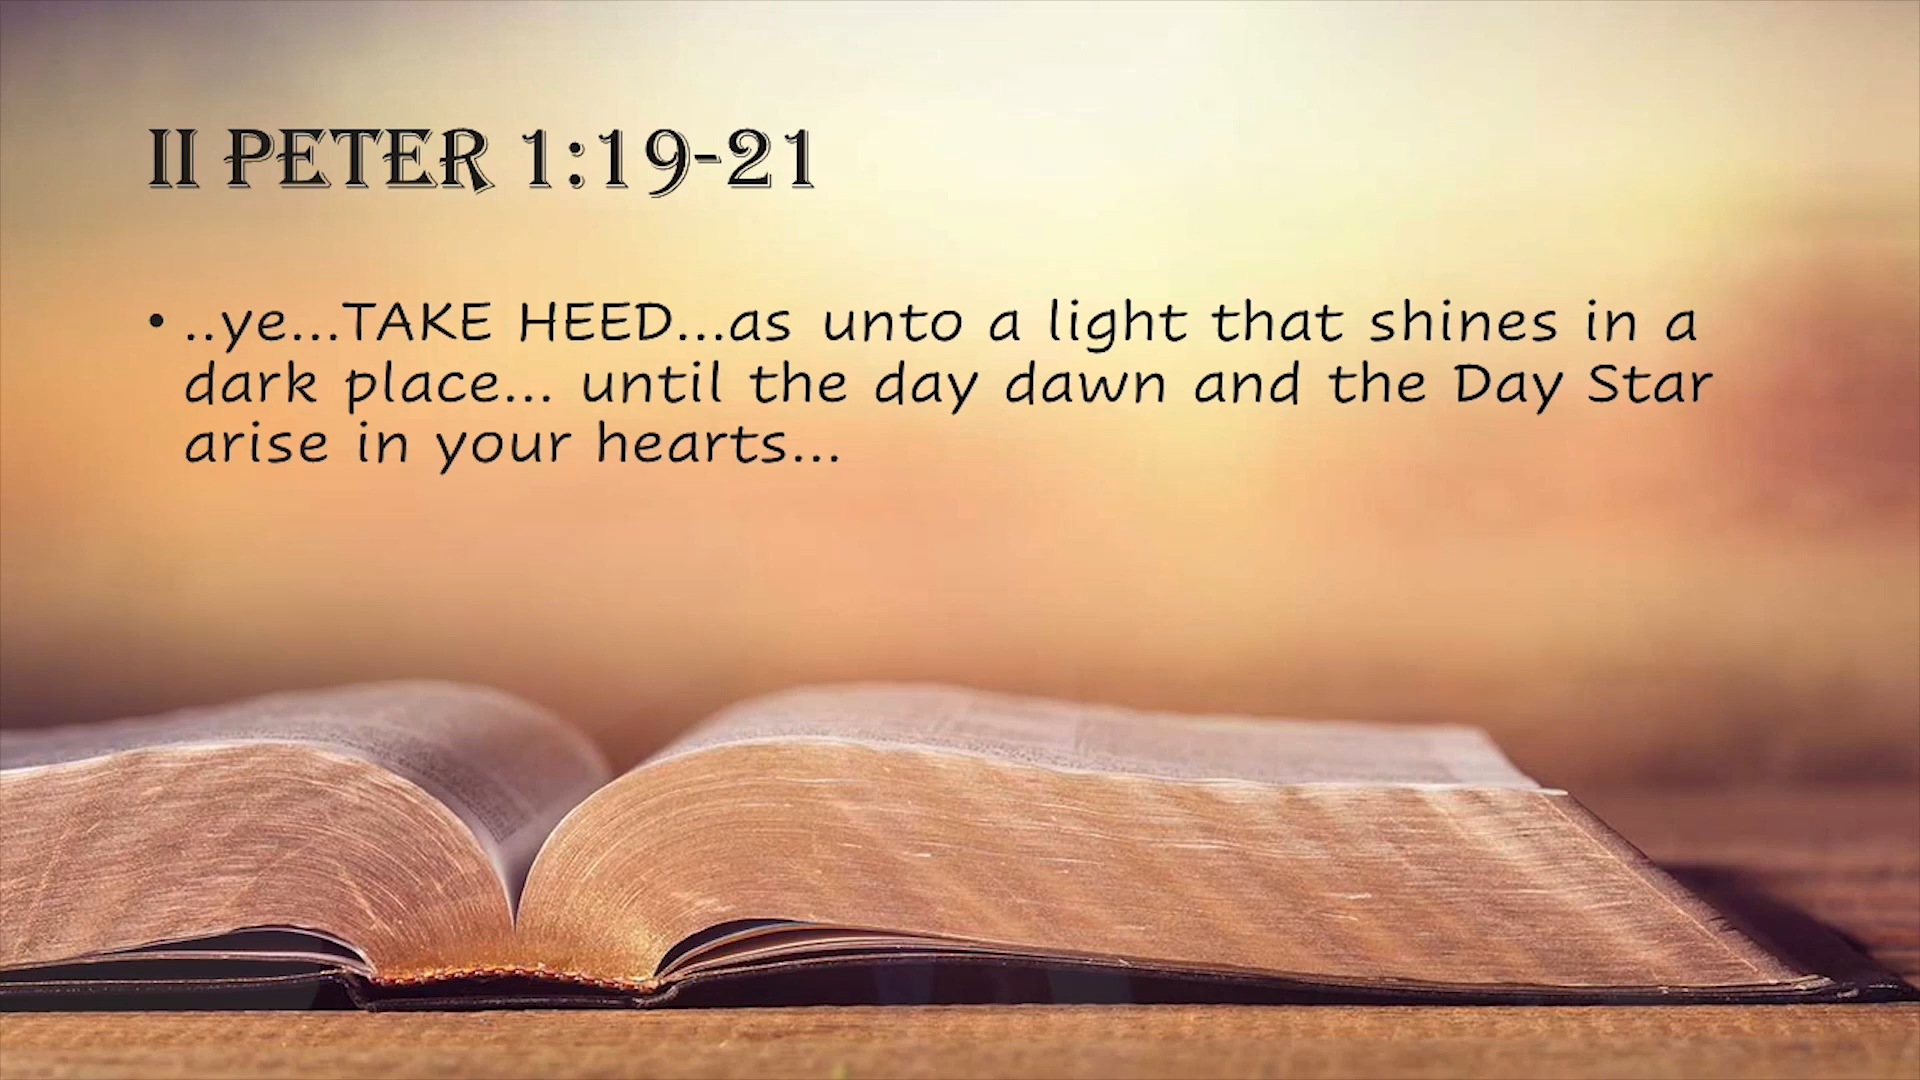 II PETER 1:19-21
• ..ye...TAKE HEED...as unto a light that shines in a
dark place... until the day dawn and the Day Star
arise in your hearts...